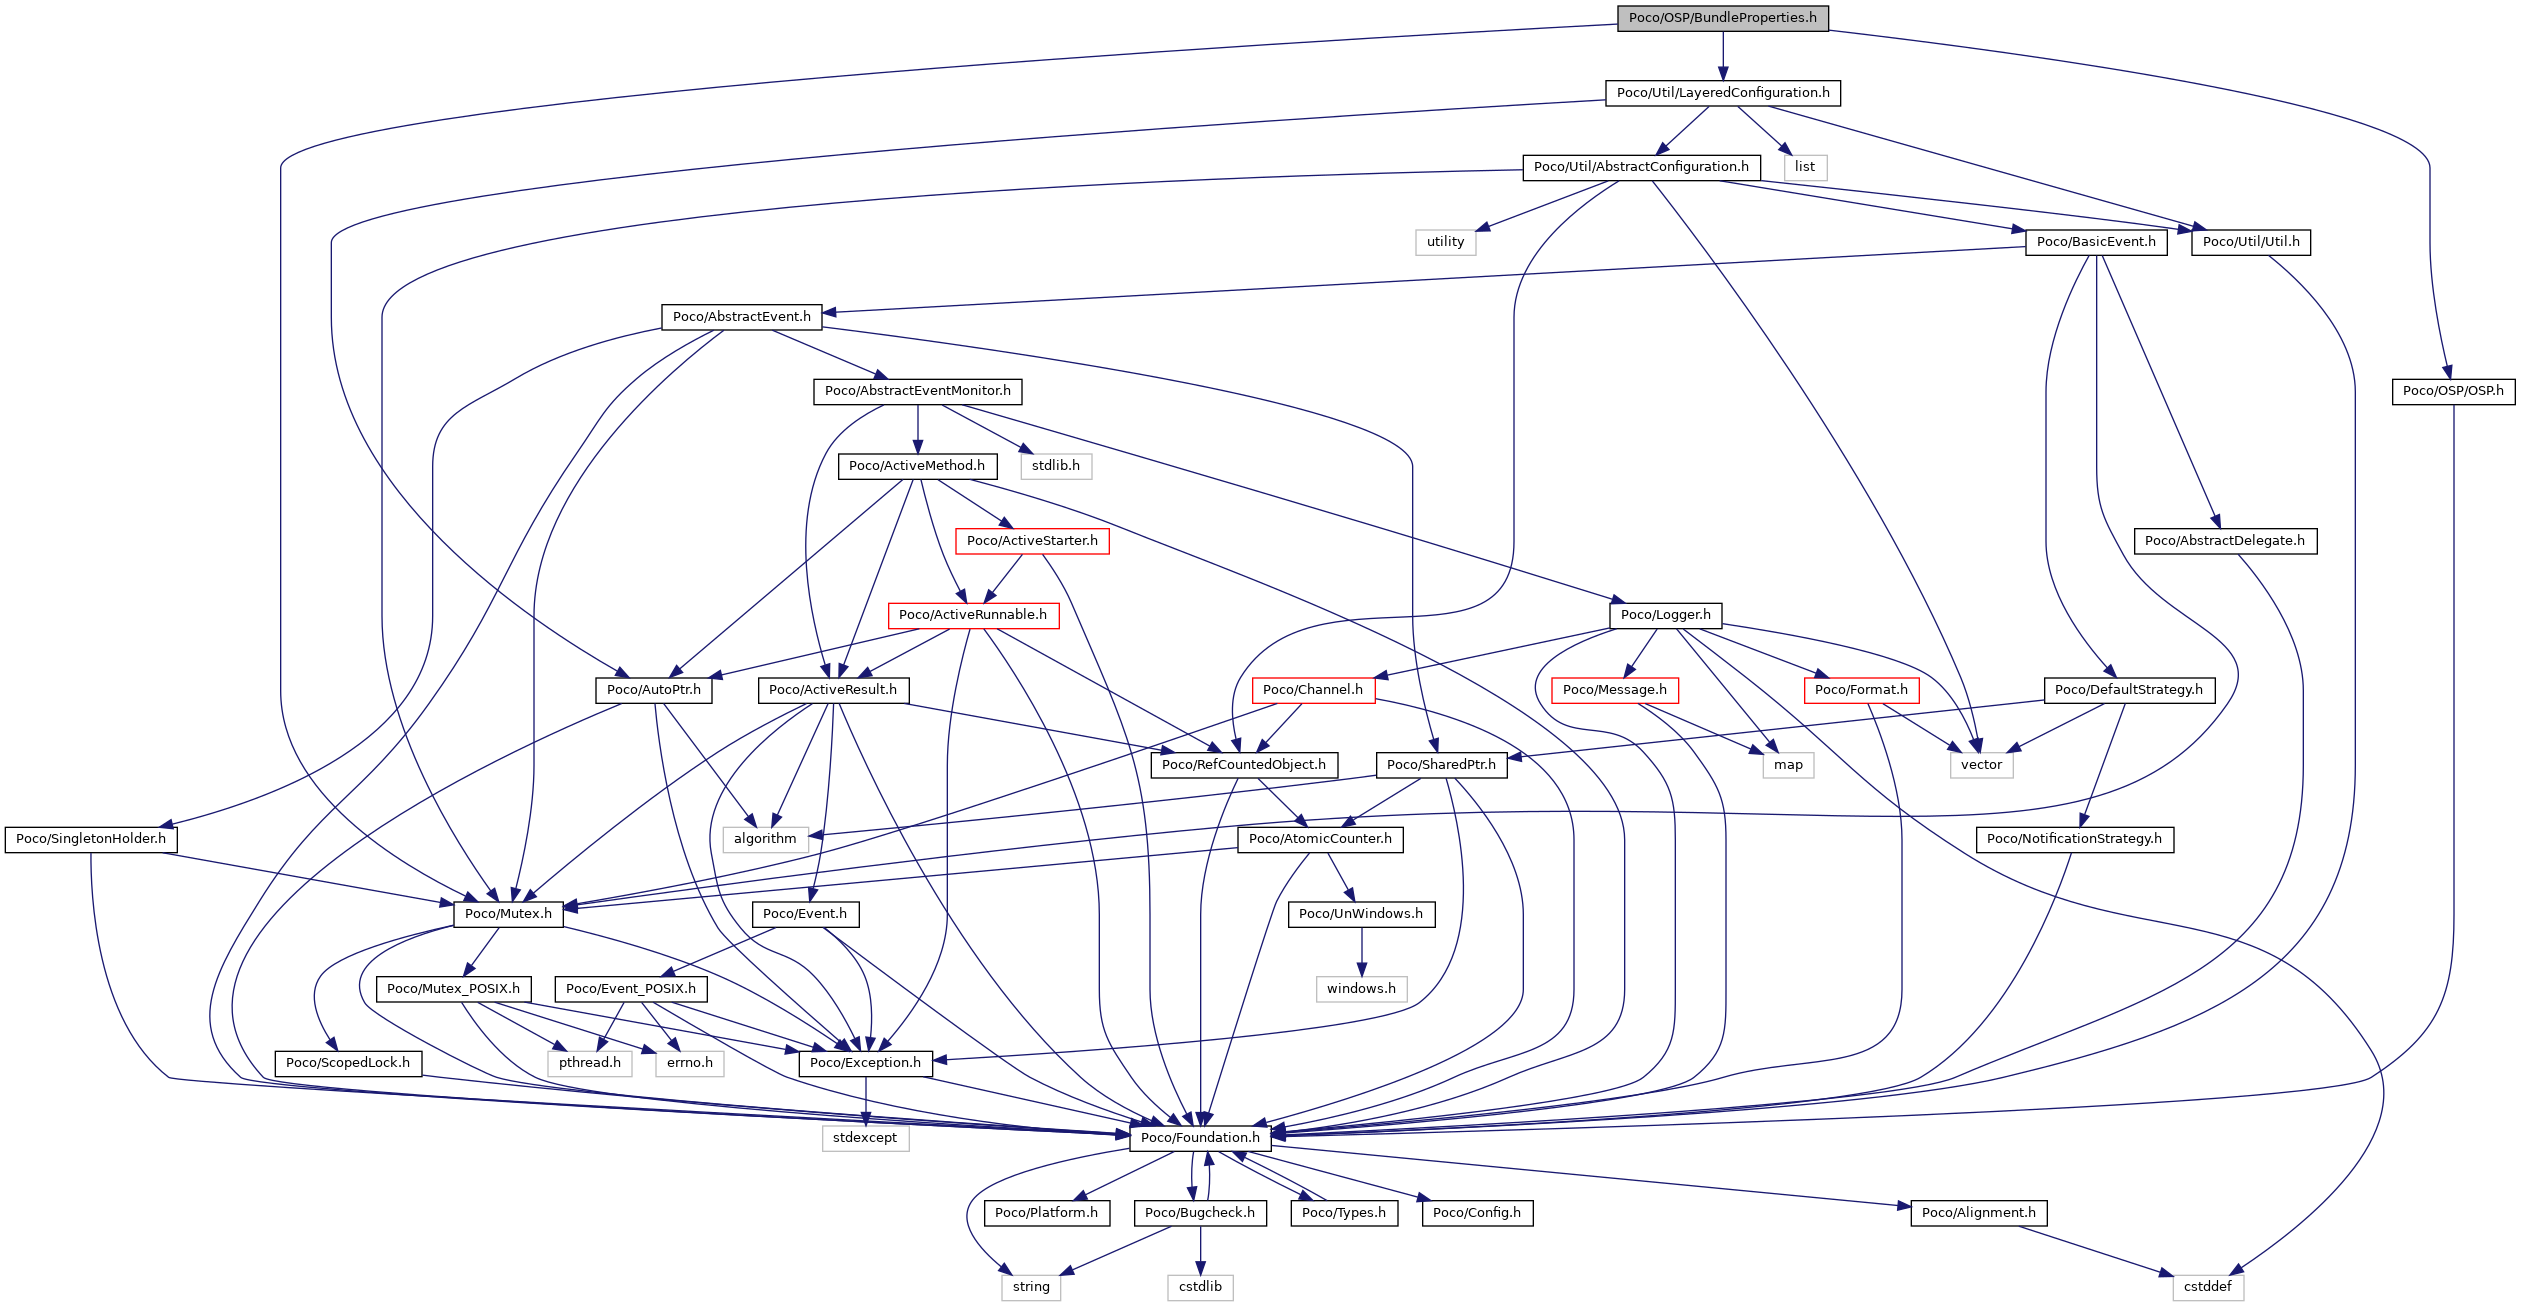 Poco/OSP/BundleProperties.h
Poco/Util/LayeredConfiguration.h
Poco/Util/AbstractConfiguration.h
list
utility
Poco/BasicEvent.h
Poco/Util/Util.h
Poco/AbstractEvent.h
Poco/AbstractEventMonitor.h
Poco/OSP/OSP.h
Poco/ActiveMethod.h
stdlib.h
Poco/ActiveStarter.h
Poco/AbstractDelegate.h
Poco/ActiveRunnable.h
Poco/Logger.h
Poco/AutoPtr.h
Poco/ActiveResult.h
Poco/Channel.h
Poco/Message.h
Poco/Format.h
Poco/DefaultStrategy.h
Poco/RefCountedObject.h
Poco/SharedPtr.h
map
vector
Poco/SingletonHolder.h
algorithm
Poco/AtomicCounter.h
Poco/NotificationStrategy.h
Poco/Mutex.h
Poco/Event.h
Poco/UnWindows.h
Poco/Mutex_POSIX.h
Poco/Event_POSIX.h
windows.h
Poco/ScopedLock.h
pthread.h
errno.h
Poco/Exception.h
stdexcept
Poco/Foundation.h
Poco/Platform.h
Poco/Bugcheck.h
Poco/Types.h
Poco/Config.h
Poco/Alignment.h
string
cstdlib
cstddef